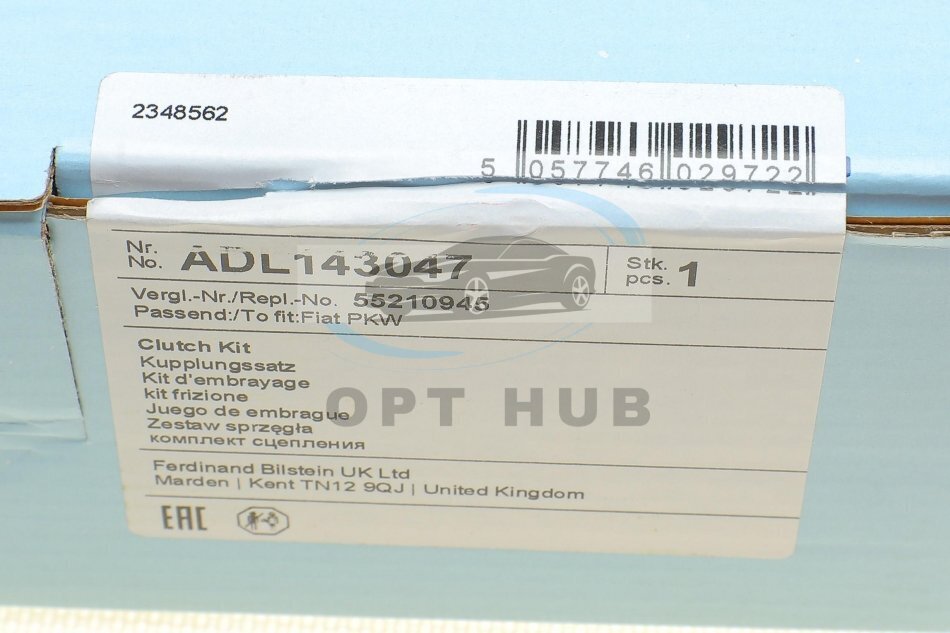 2348562
5 057746 029722
Nr.
No. ADL143047
Stk.
pcs. 1
Vergl.-Nr./Repl.-No. 55210945
Passend:/To fit:Fiat PKW
Clutch Kit
Kupplungssatz
Kit d'embrayage
kit frizione
Juego de embrague
Zestaw sprzęgła
комплект сцепления
OPT HUB
Ferdinand Bilstein UK Ltd
Marden | Kent TN12 9QJ | United Kingdom
EAC